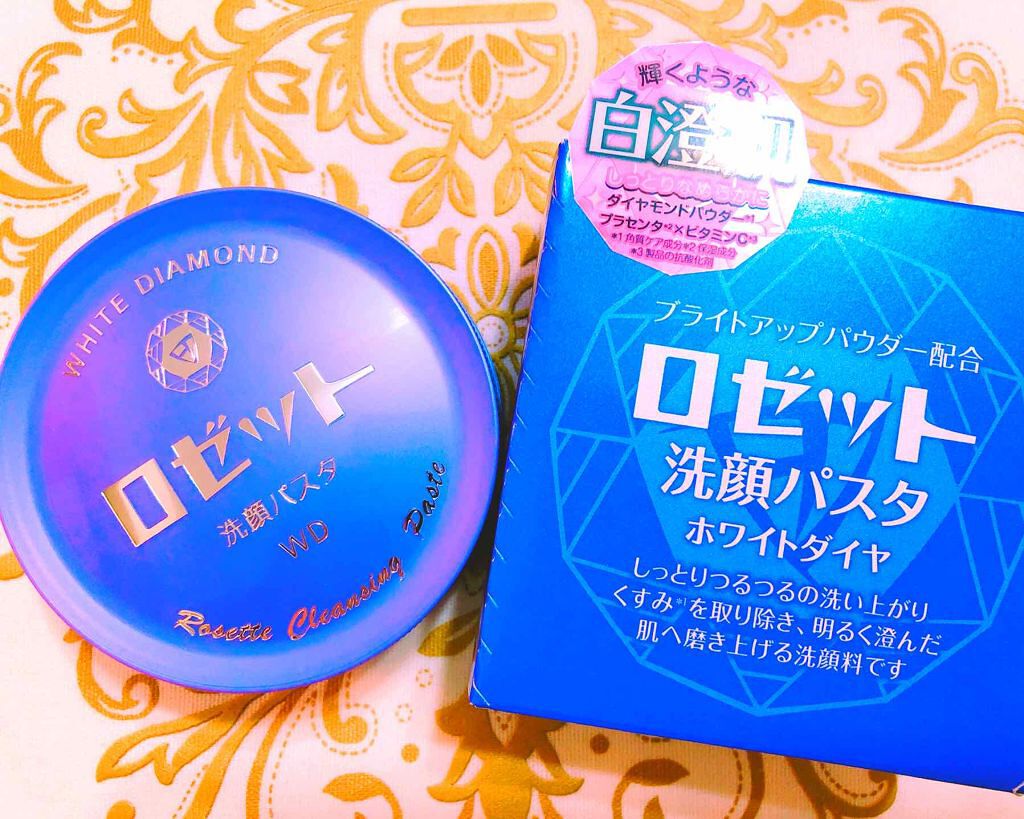 WHITE DIAMOND
ロゼット
洗顔パスタ
WD
Rosette Cleansing Paste
輝くような
白澄肌
しっとりなめらかに
ダイヤモンドパウダー*1
プラセンタ*2×ビタミンC*3
*1 角質ケア成分*2 保湿成分
*3 製品の抗酸化剤
ブライトアップパウダー配合
ロゼット
洗顔パスタ
ホワイトダイヤ
しっとりつるつるの洗い上がり
くすみ*1を取り除き、明るく澄んだ
肌へ磨き上げる洗顔料です